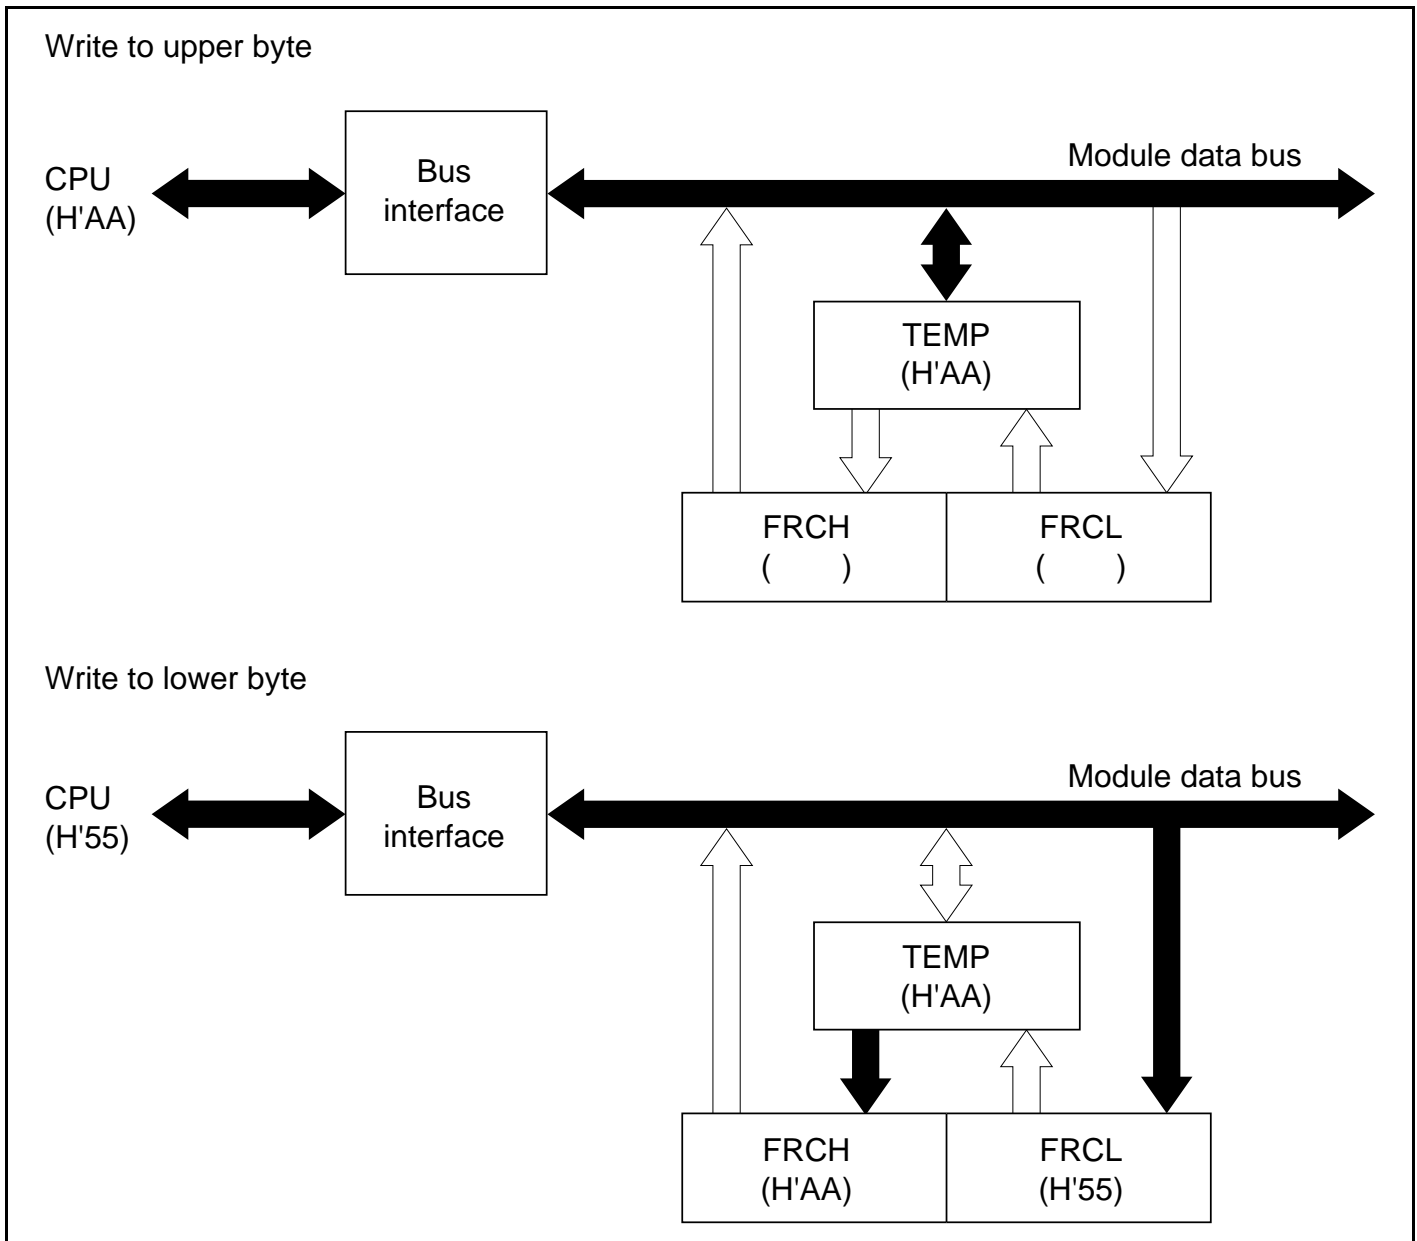 Write to upper byte
CPU
(H'AA)
Bus
interface
Module data bus
TEMP
(H'AA)
FRCH
( )
FRCL
( )
Write to lower byte
CPU
(H'55)
Bus
interface
Module data bus
TEMP
(H'AA)
FRCH
(H'AA)
FRCL
(H'55)